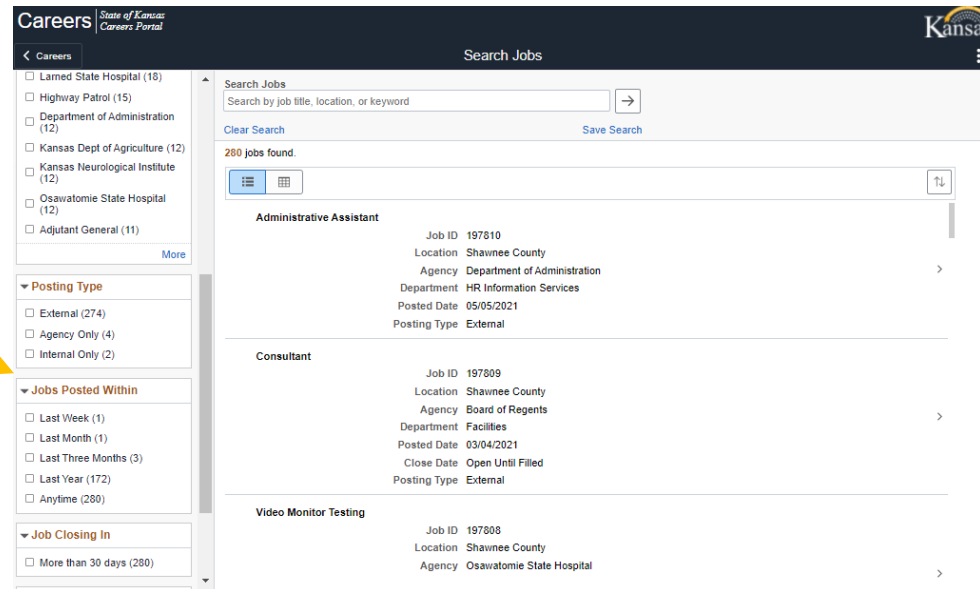 Careers State of Kansas
Careers Portal
Kansa
Careers
Search Jobs
Larned State Hospital (18)
Highway Patrol (15)
Department of Administration
(12)
Kansas Dept of Agriculture (12)
Kansas Neurological Institute
(12)
Osawatomie State Hospital
(12)
Adjutant General (11)
More
Posting Type
External (274)
Agency Only (4)
Internal Only (2)
Jobs Posted Within
Last Week (1)
Last Month (1)
Last Three Months (3)
Last Year (172)
Anytime (280)
Job Closing In
More than 30 days (280)
Search Jobs
Search by job title, location, or keyword
Clear Search
Save Search
280 jobs found.
Administrative Assistant
Job ID 197810
Location Shawnee County
Agency Department of Administration
Department HR Information Services
Posted Date 05/05/2021
Posting Type External
Consultant
Job ID 197809
Location Shawnee County
Agency Board of Regents
Department Facilities
Posted Date 03/04/2021
Close Date Open Until Filled
Posting Type External
Video Monitor Testing
Job ID 197808
Location Shawnee County
Agency Osawatomie State Hospital